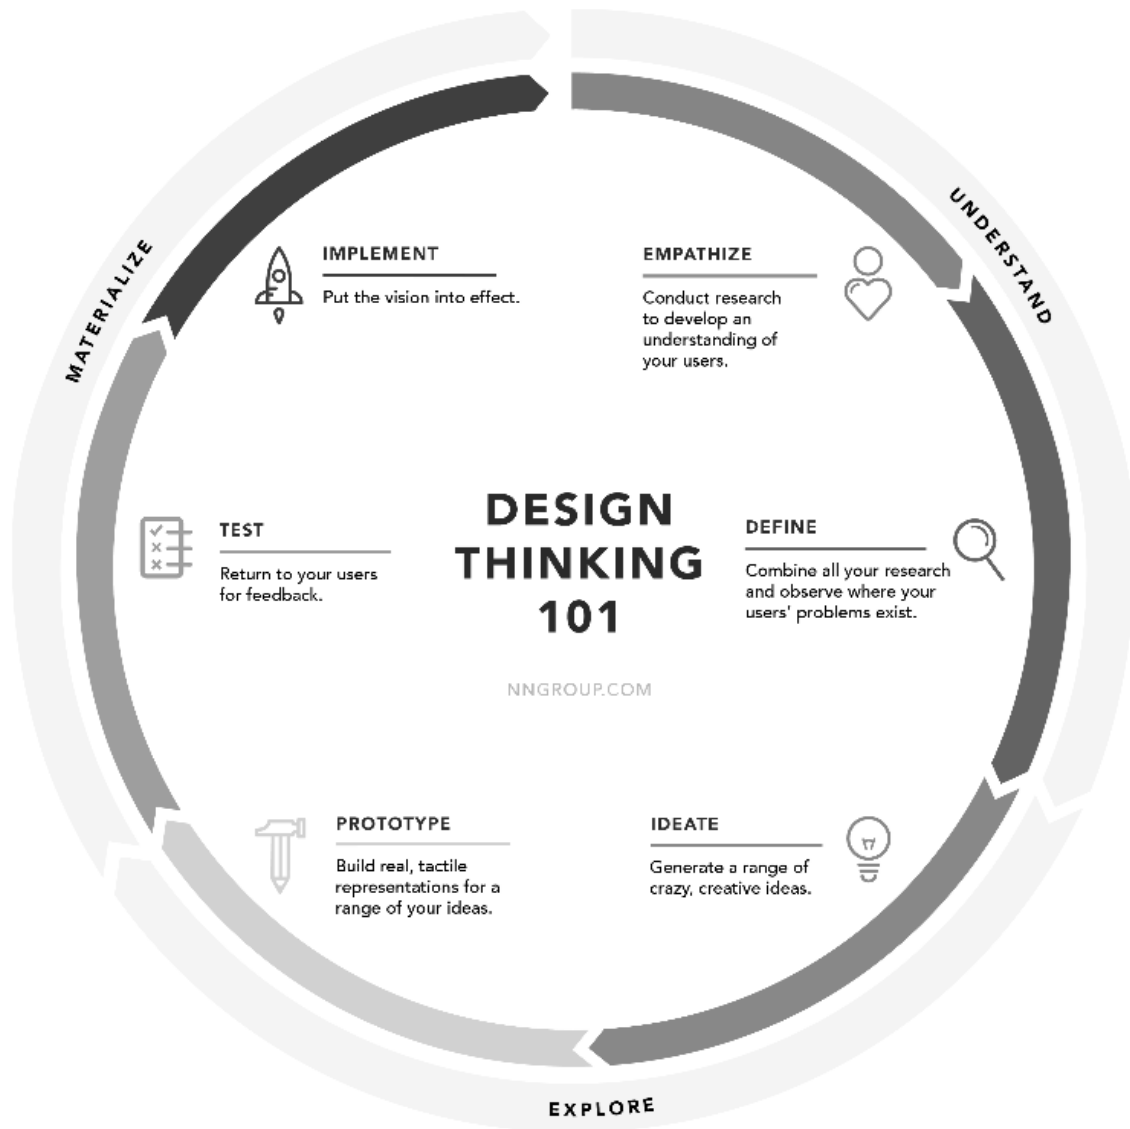 UNDERSTAND
MATERIALIZE
IMPLEMENT
Put the vision into effect.
EMPATHIZE
Conduct research
to develop an
understanding of
your users.
TEST
Return to your users
for feedback.
DESIGN
THINKING
101
NNGROUP.COM
DEFINE
Combine all your research
and observe where your
users' problems exist.
PROTOTYPE
Build real, tactile
representations for a
range of your ideas.
IDEATE
Generate a range of
crazy, creative ideas.
EXPLORE